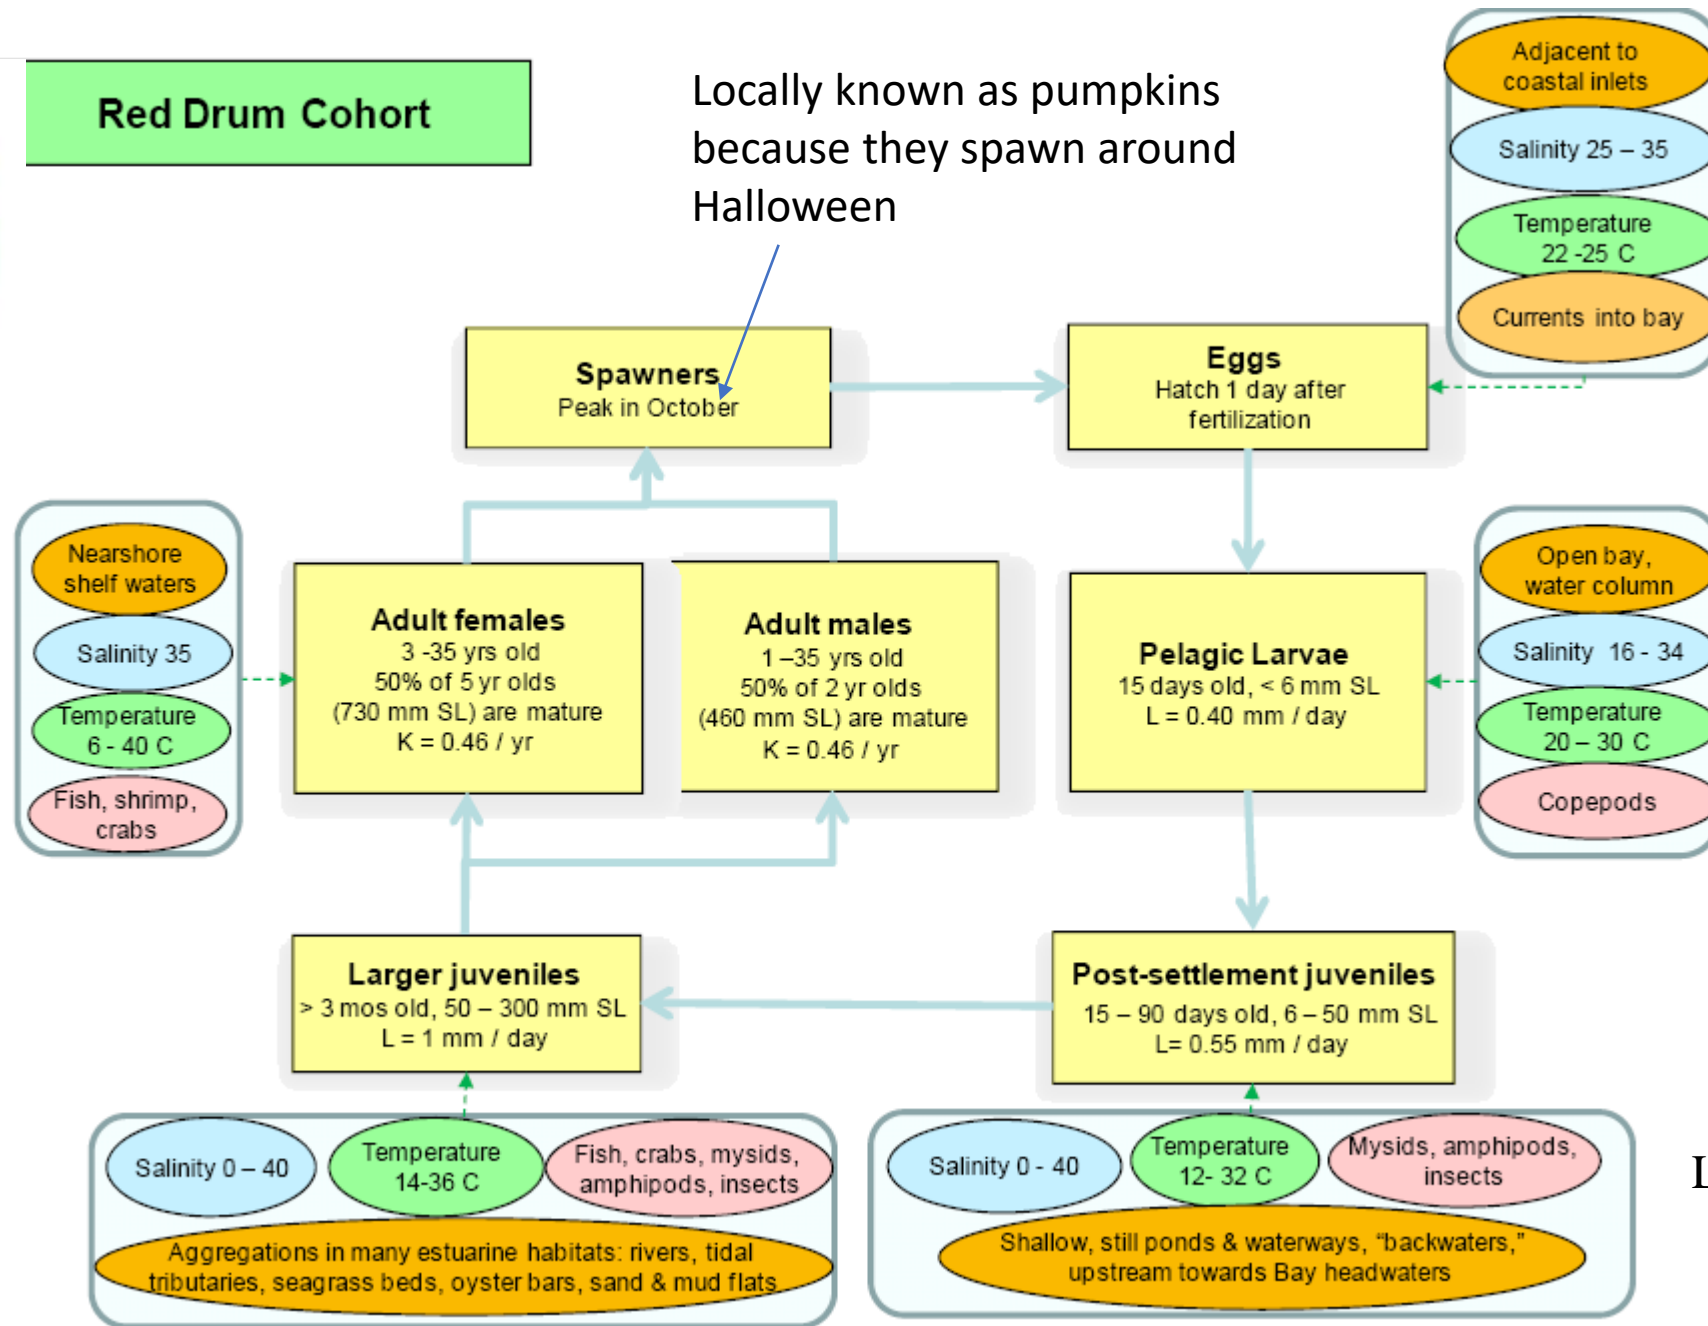 Red Drum Cohort
Locally known as pumpkins
because they spawn around
Halloween
Adjacent to
coastal inlets
Salinity 25 – 35
Temperature
22 -25 C
Currents into bay
Spawners
Peak in October
Eggs
Hatch 1 day after
fertilization
Nearshore
shelf waters
Salinity 35
Temperature
6 - 40 C
Fish, shrimp,
crabs
Adult females
3 -35 yrs old
50% of 5 yr olds
(730 mm SL) are mature
K = 0.46 / yr
Adult males
1 –35 yrs old
50% of 2 yr olds
(460 mm SL) are mature
K = 0.46 / yr
Pelagic Larvae
15 days old, < 6 mm SL
L = 0.40 mm / day
Open bay,
water column
Salinity 16 - 34
Temperature
20 – 30 C
Copepods
Larger juveniles
> 3 mos old, 50 – 300 mm SL
L = 1 mm / day
Post-settlement juveniles
15 – 90 days old, 6 – 50 mm SL
L= 0.55 mm / day
Salinity 0 – 40
Temperature
14-36 C
Fish, crabs, mysids,
amphipods, insects
Aggregations in many estuarine habitats: rivers, tidal
tributaries, seagrass beds, oyster bars, sand & mud flats
Salinity 0 - 40
Temperature
12- 32 C
Mysids, amphipods,
insects
Shallow, still ponds & waterways, “backwaters,”
upstream towards Bay headwaters
L